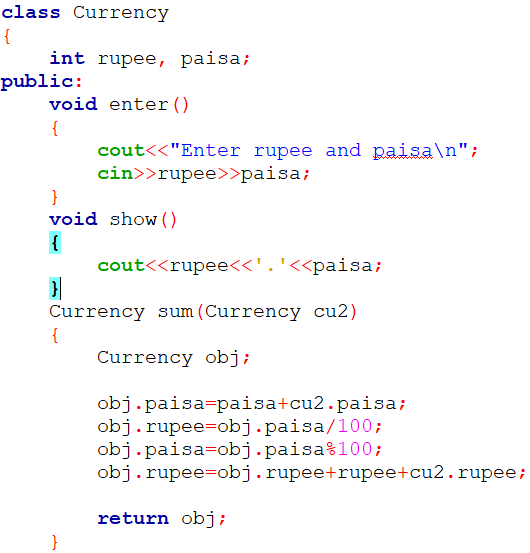 class Currency
{
    int rupee, paisa;
public:
    void enter()
    {
        cout<<"Enter rupee and paisa\n";
        cin>>rupee>>paisa;
    }
    void show()
    {
        cout<<rupee<<'.'<<paisa;
    }
    Currency sum(Currency cu2)
    {
        Currency obj;

        obj.paisa=paisa+cu2.paisa;
        obj.rupee=obj.paisa/100;
        obj.paisa=obj.paisa%100;
        obj.rupee=obj.rupee+rupee+cu2.rupee;

        return obj;
    }